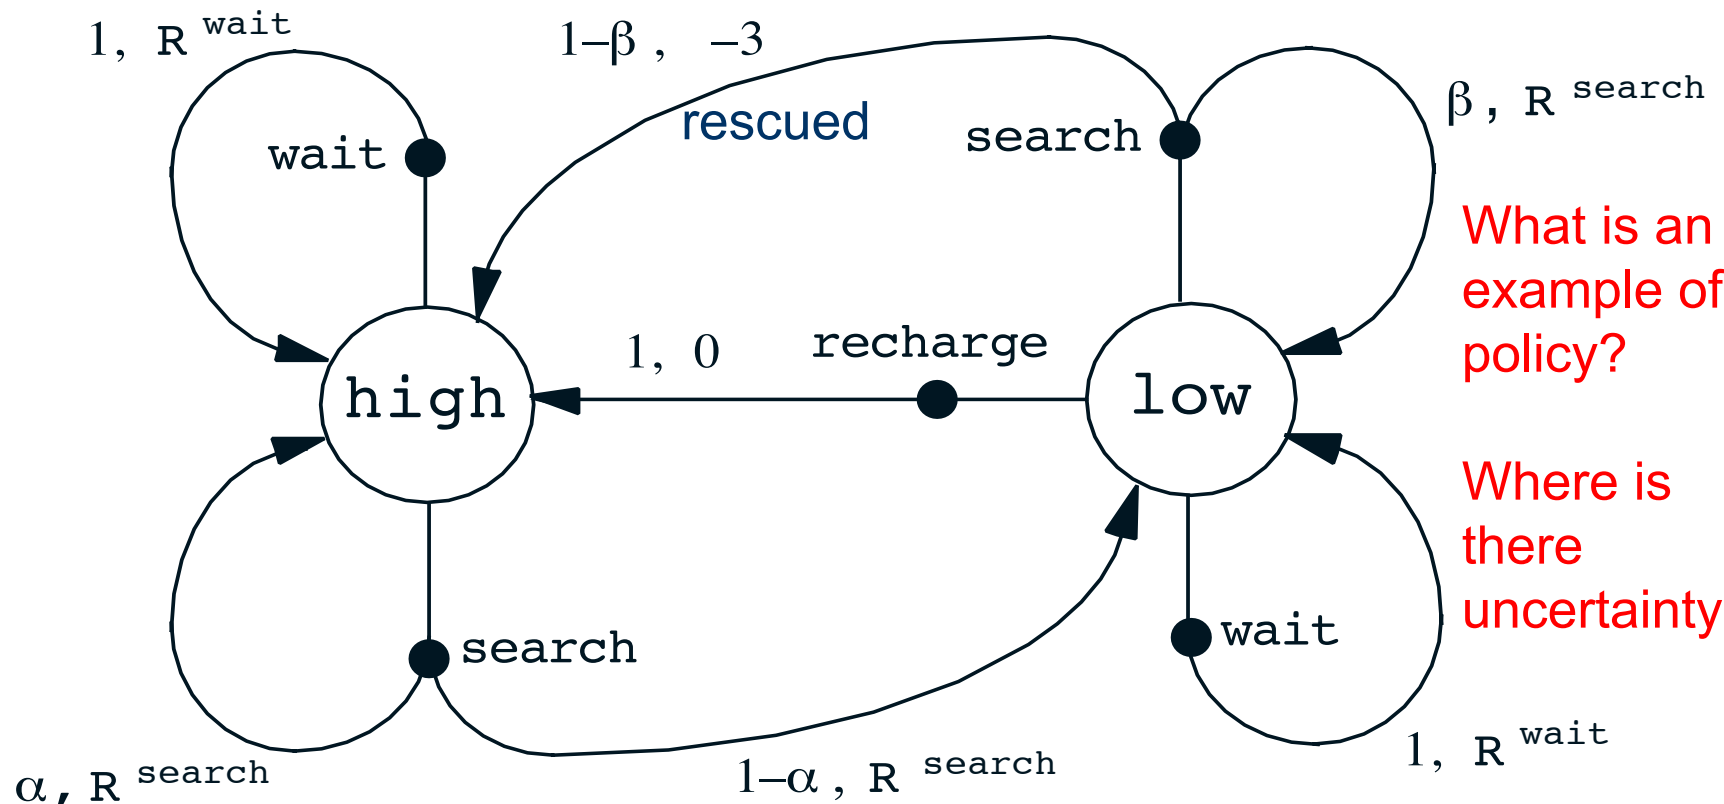 1, R wait
1–β , –3
rescued
wait
search
β, R search
What is an
example of
policy?
1, 0
recharge
high
low
Where is
there
uncertainty
search
wait
α, R search
1–α, R search
1, R wait